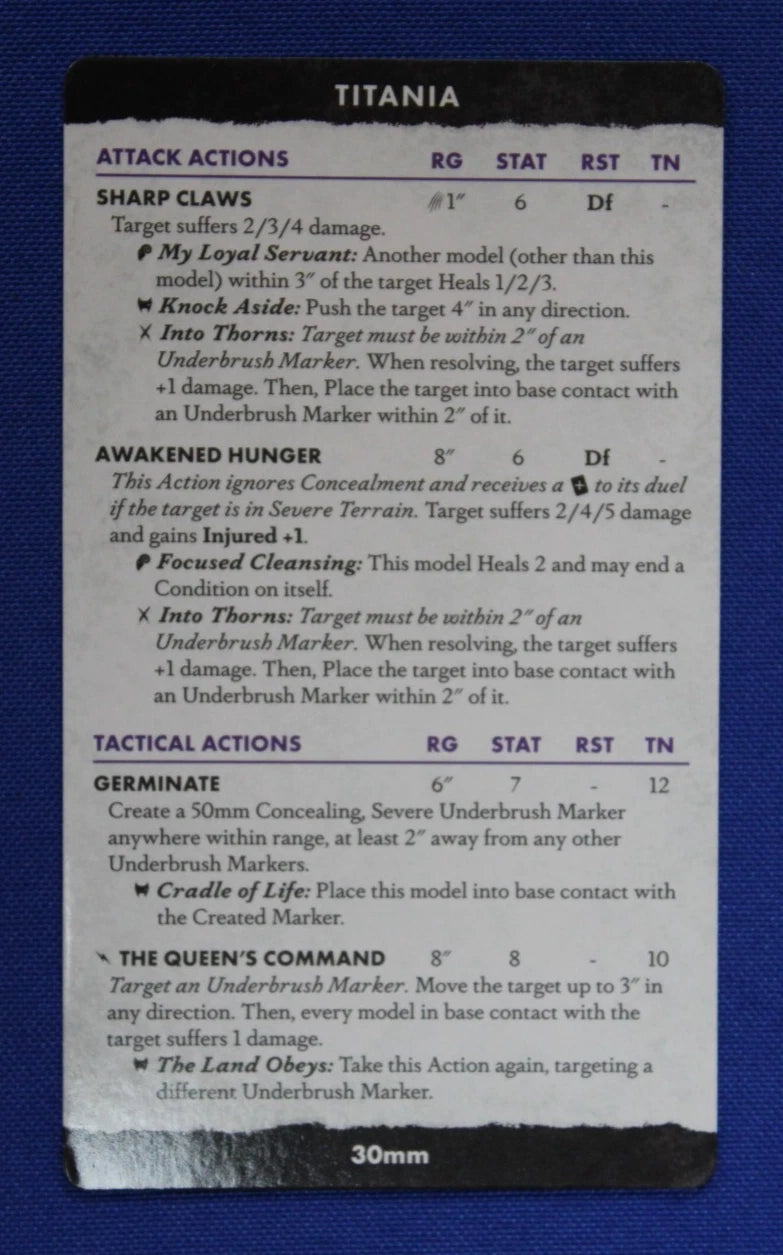 TITANIA
ATTACK ACTIONS RG STAT RST TN
SHARP CLAWS 1″ 6 Df -
Target suffers 2/3/4 damage.
My Loyal Servant: Another model (other than this
model) within 3″ of the target Heals 1/2/3.
Knock Aside: Push the target 4″ in any direction.
Into Thorns: Target must be within 2″ of an
Underbrush Marker. When resolving, the target suffers
+1 damage. Then, Place the target into base contact with
an Underbrush Marker within 2″ of it.
AWAKENED HUNGER 8″ 6 Df -
This Action ignores Concealment and receives a + to its duel
if the target is in Severe Terrain. Target suffers 2/4/5 damage
and gains Injured +1.
Focused Cleansing: This model Heals 2 and may end a
Condition on itself.
Into Thorns: Target must be within 2″ of an
Underbrush Marker. When resolving, the target suffers
+1 damage. Then, Place the target into base contact with
an Underbrush Marker within 2″ of it.
TACTICAL ACTIONS RG STAT RST TN
GERMINATE 6″ 7 - 12
Create a 50mm Concealing, Severe Underbrush Marker
anywhere within range, at least 2″ away from any other
Underbrush Markers.
Cradle of Life: Place this model into base contact with
the Created Marker.
THE QUEEN'S COMMAND 8″ 8 - 10
Target an Underbrush Marker. Move the target up to 3″ in
any direction. Then, every model in base contact with the
target suffers 1 damage.
The Land Obeys: Take this Action again, targeting a
different Underbrush Marker.
30mm